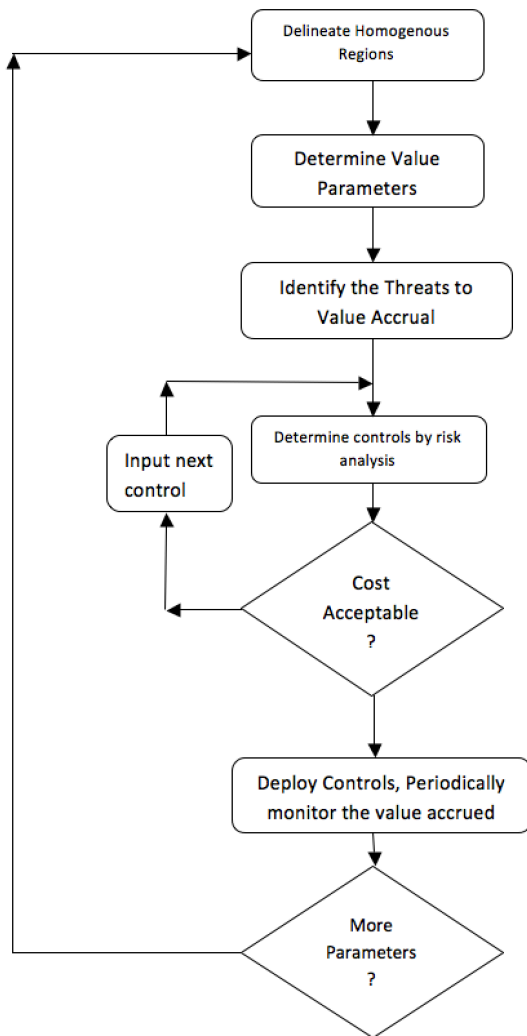 Delineate Homogenous
Regions
Determine Value
Parameters
Identify the Threats to
Value Accrual
Determine controls by risk
analysis
Input next
control
Cost
Acceptable
?
Deploy Controls, Periodically
monitor the value accrued
More
Parameters
?